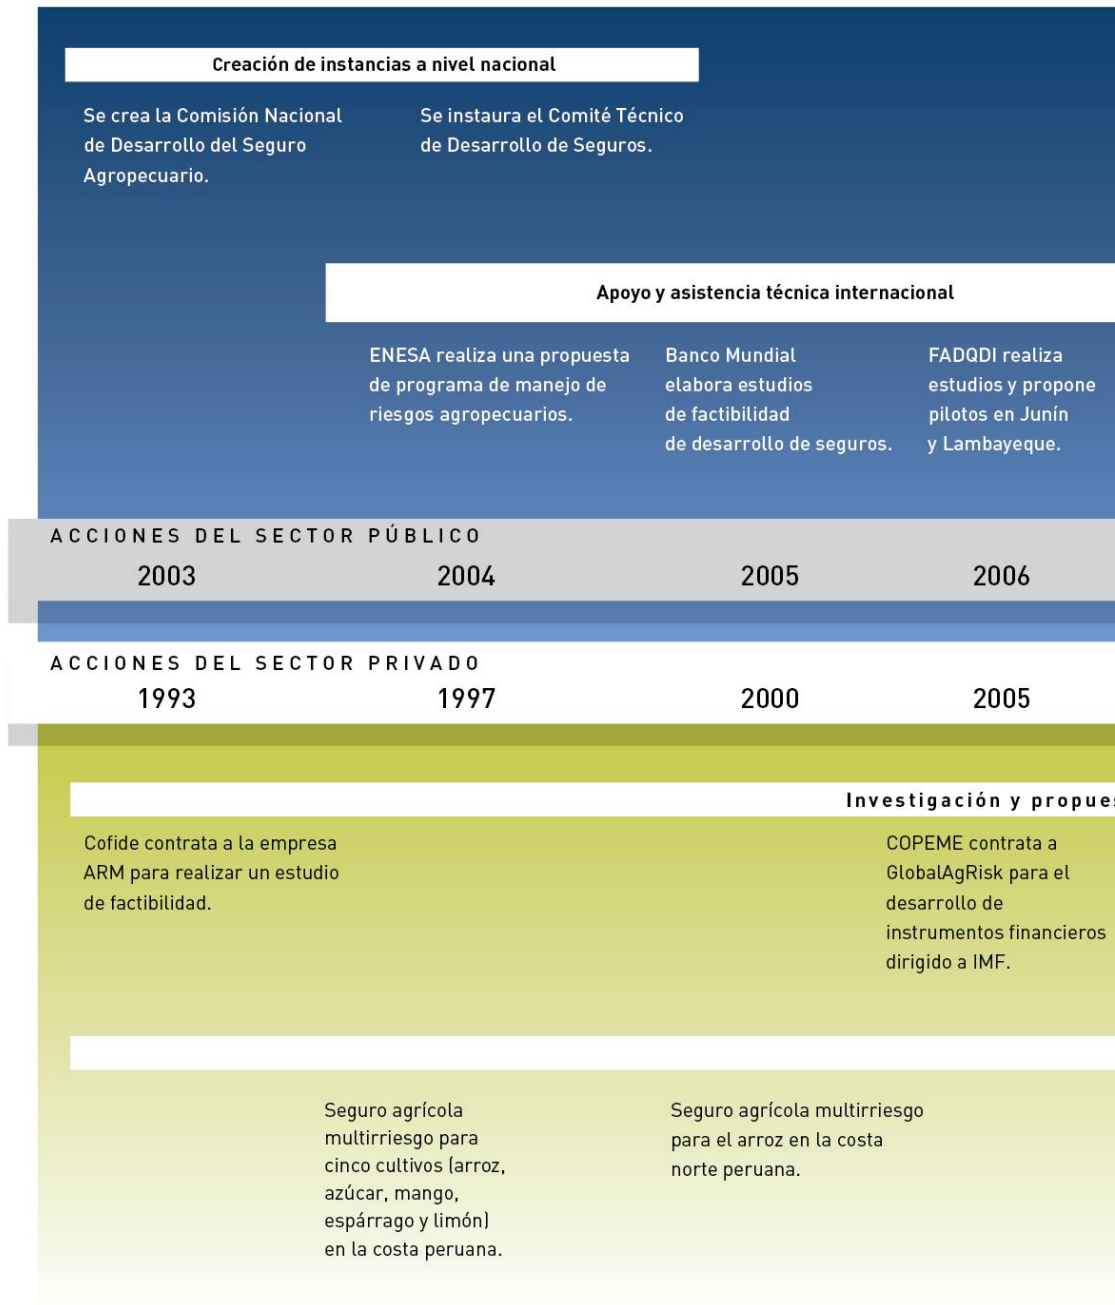 Creación de instancias a nivel nacional
Se crea la Comisión Nacional
de Desarrollo del Seguro
Agropecuario.
Se instaura el Comité Técnico
de Desarrollo de Seguros.
Apoyo y asistencia técnica internacional
ENESA realiza una propuesta
de programa de manejo de
riesgos agropecuarios.
Banco Mundial
elabora estudios
de factibilidad
de desarrollo de seguros.
FADQDI realiza
estudios y propone
pilotos en Junín
y Lambayeque.
ACCIONES DEL SECTOR PÚBLICO
2003 2004 2005 2006
ACCIONES DEL SECTOR PRIVADO
1993 1997 2000 2005
Investigación y propues
Cofide contrata a la empresa
ARM para realizar un estudio
de factibilidad.
COPEME contrata a
GlobalAgRisk para el
desarrollo de
instrumentos financieros
dirigido a IMF.
Seguro agrícola
multirriesgo para
cinco cultivos (arroz,
azúcar, mango,
espárrago y limón)
en la costa peruana.
Seguro agrícola multirriesgo
para el arroz en la costa
norte peruana.